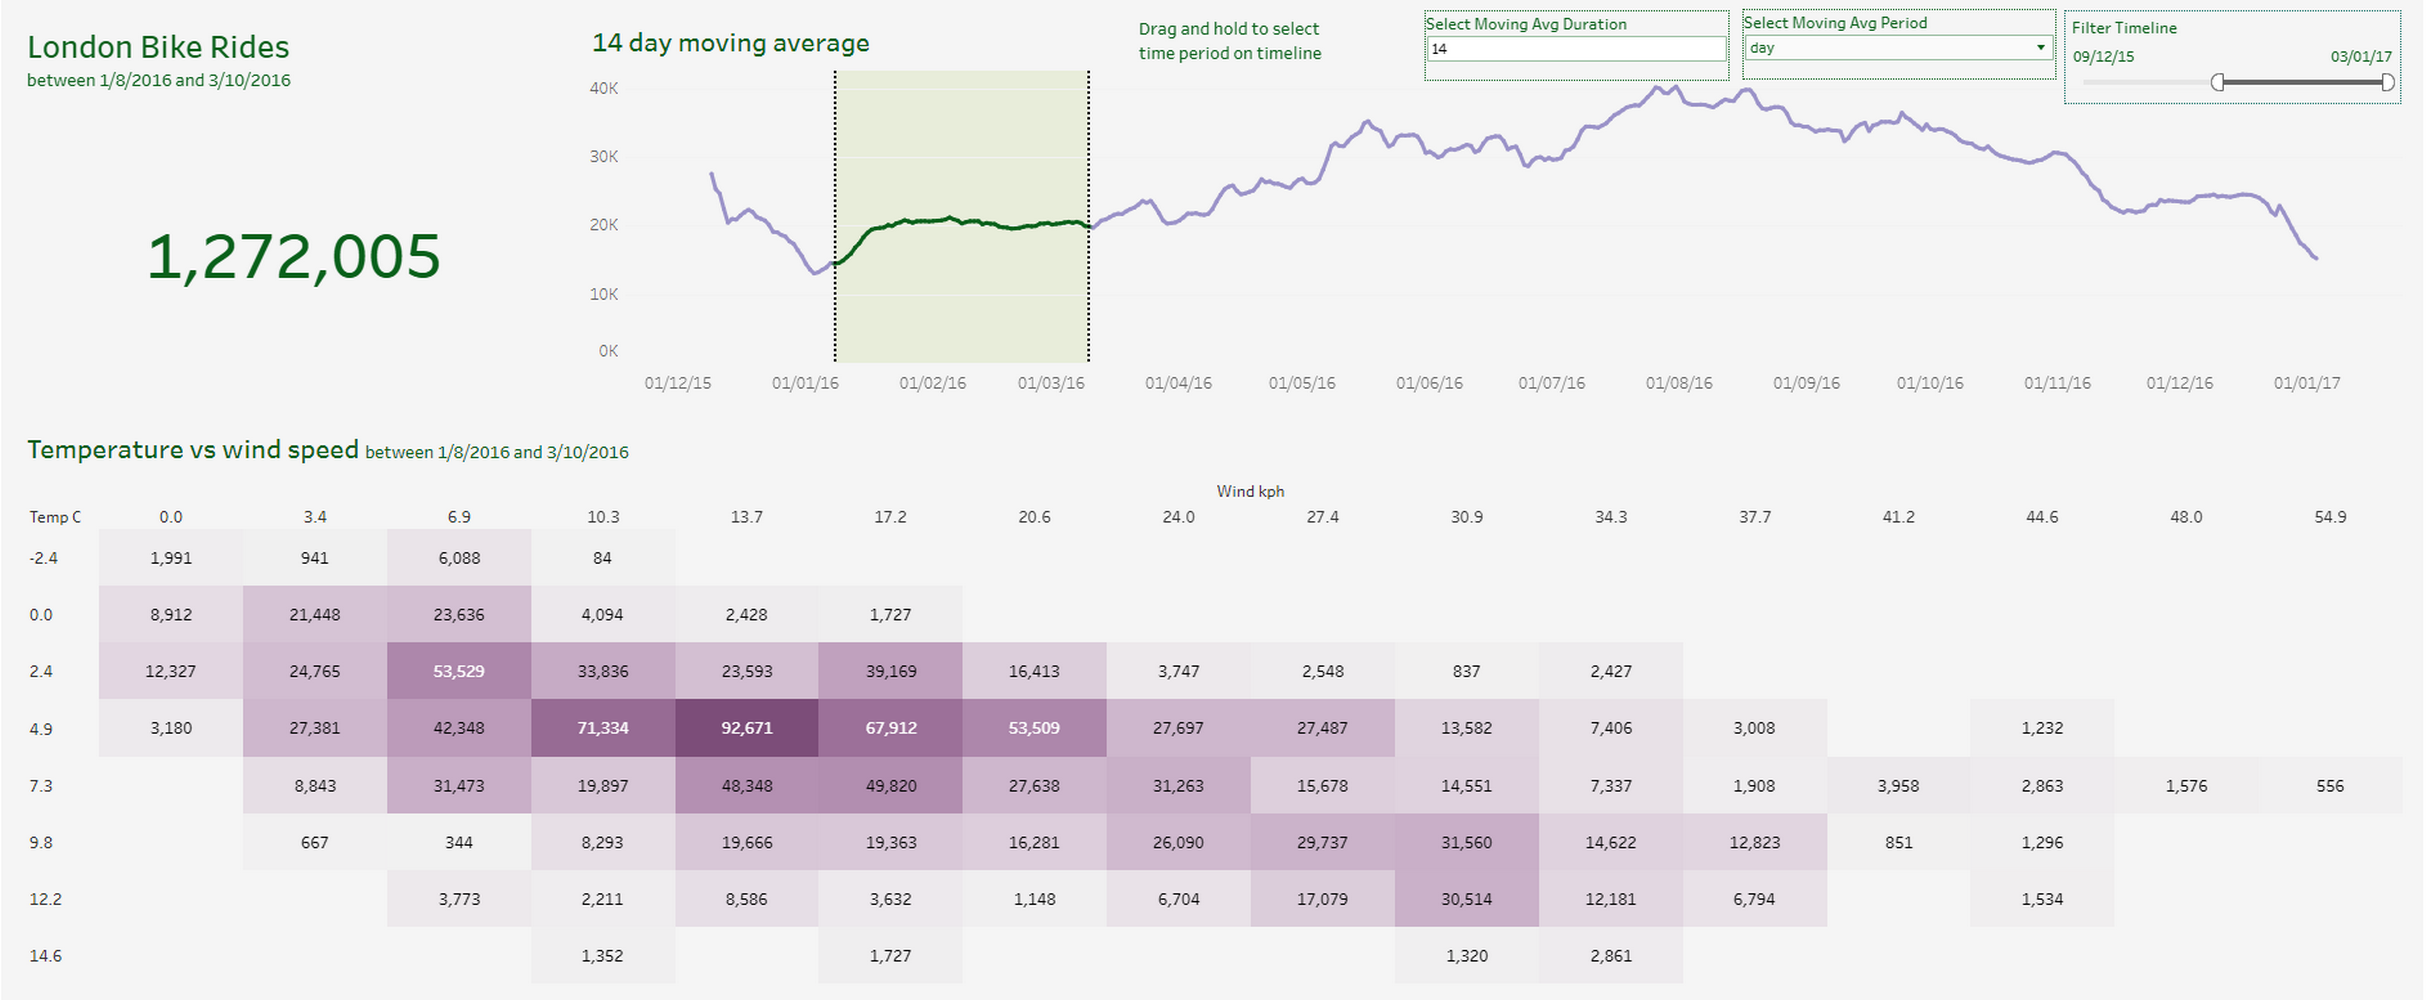 London Bike Rides
between 1/8/2016 and 3/10/2016
1,272,005
14 day moving average
Drag and hold to select
time period on timeline
Select Moving Avg Duration
14
Select Moving Avg Period
day
Filter Timeline
09/12/15 03/01/17
40K
30K
20K
10K
0K
01/12/15 01/01/16 01/02/16 01/03/16 01/04/16 01/05/16 01/06/16 01/07/16 01/08/16 01/09/16 01/10/16 01/11/16 01/12/16 01/01/17
Temperature vs wind speed between 1/8/2016 and 3/10/2016
Wind kph
Temp C 0.0 3.4 6.9 10.3 13.7 17.2 20.6 24.0 27.4 30.9 34.3 37.7 41.2 44.6 48.0 54.9
-2.4 1,991 941 6,088 84
0.0 8,912 21,448 23,636 4,094 2,428 1,727
2.4 12,327 24,765 53,529 33,836 23,593 39,169 16,413 3,747 2,548 837 2,427
4.9 3,180 27,381 42,348 71,334 92,671 67,912 53,509 27,697 27,487 13,582 7,406 3,008 1,232
7.3 8,843 31,473 19,897 48,348 49,820 27,638 31,263 15,678 14,551 7,337 1,908 3,958 2,863 1,576 556
9.8 667 344 8,293 19,666 19,363 16,281 26,090 29,737 31,560 14,622 12,823 851 1,296
12.2 3,773 2,211 8,586 3,632 1,148 6,704 17,079 30,514 12,181 6,794 1,534
14.6 1,352 1,727 1,320 2,861